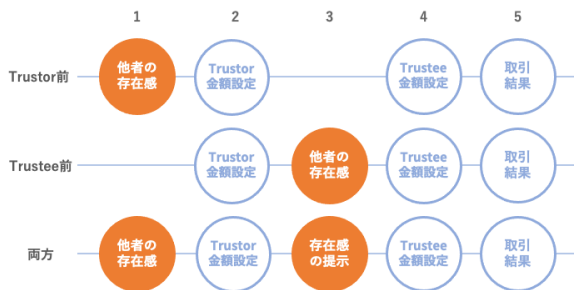 1 2 3 4 5
Trustor前
他者の
存在感
Trustor
金額設定
Trustee
金額設定
取引
結果
Trustee前
Trustor
金額設定
他者の
存在感
Trustee
金額設定
取引
結果
両方
他者の
存在感
Trustor
金額設定
存在感
の提示
Trustee
金額設定
取引
結果